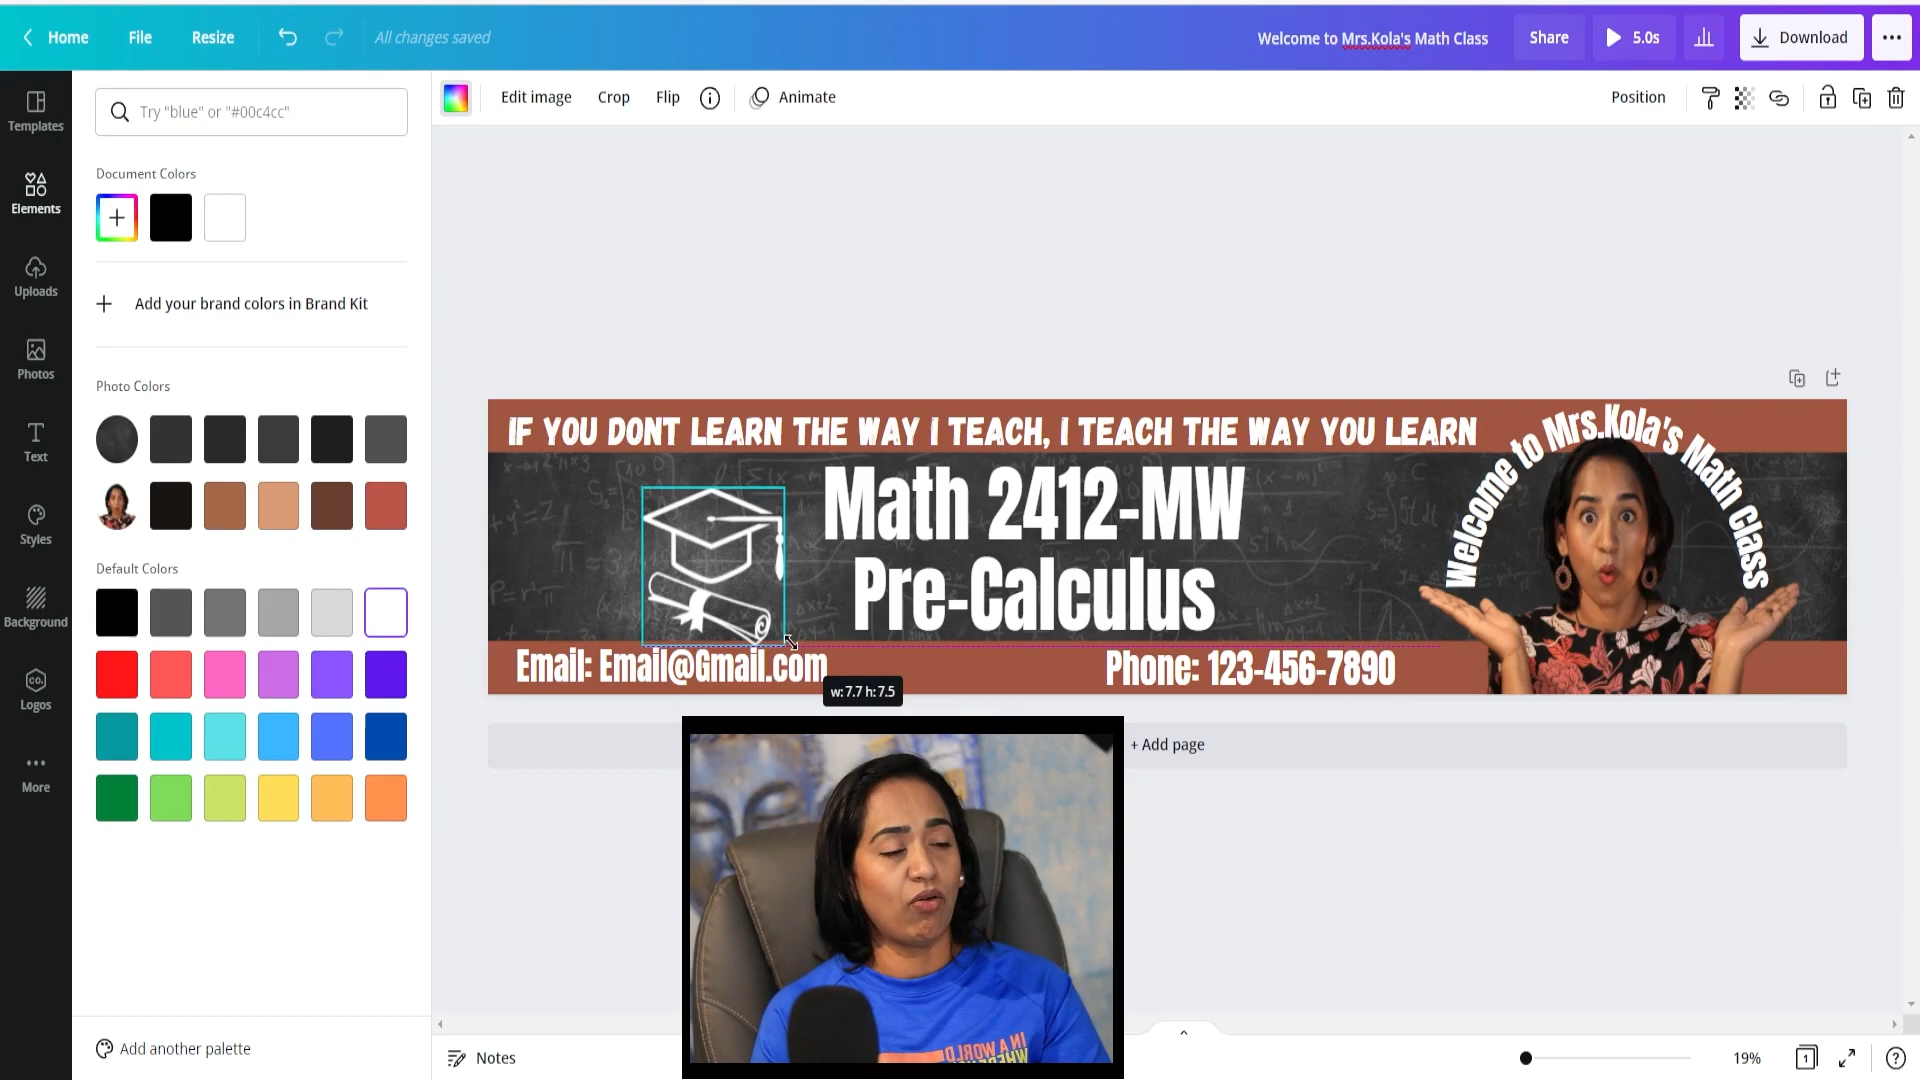 Home File Resize All changes saved Welcome to Mrs.Kola's Math Class Share 5.0s Download
Edit image Crop Flip Animate Position
Try "blue" or "#00c4cc"
Templates
Elements
Uploads
Photos
Text
Styles
Background
CO.
Logos
More
Document Colors
Add your brand colors in Brand Kit
Photo Colors
Default Colors
Add another palette
IF YOU DONT LEARN THE WAY I TEACH, I TEACH THE WAY YOU LEARN
Welcome to Mrs.Kola's Math Class
Math 2412-MW
Pre-Calculus
Email: Email@Gmail.com
Phone: 123-456-7890
w: 7.7 h: 7.5
+ Add page
IN A WORLD
WHERE
Notes
19%
1